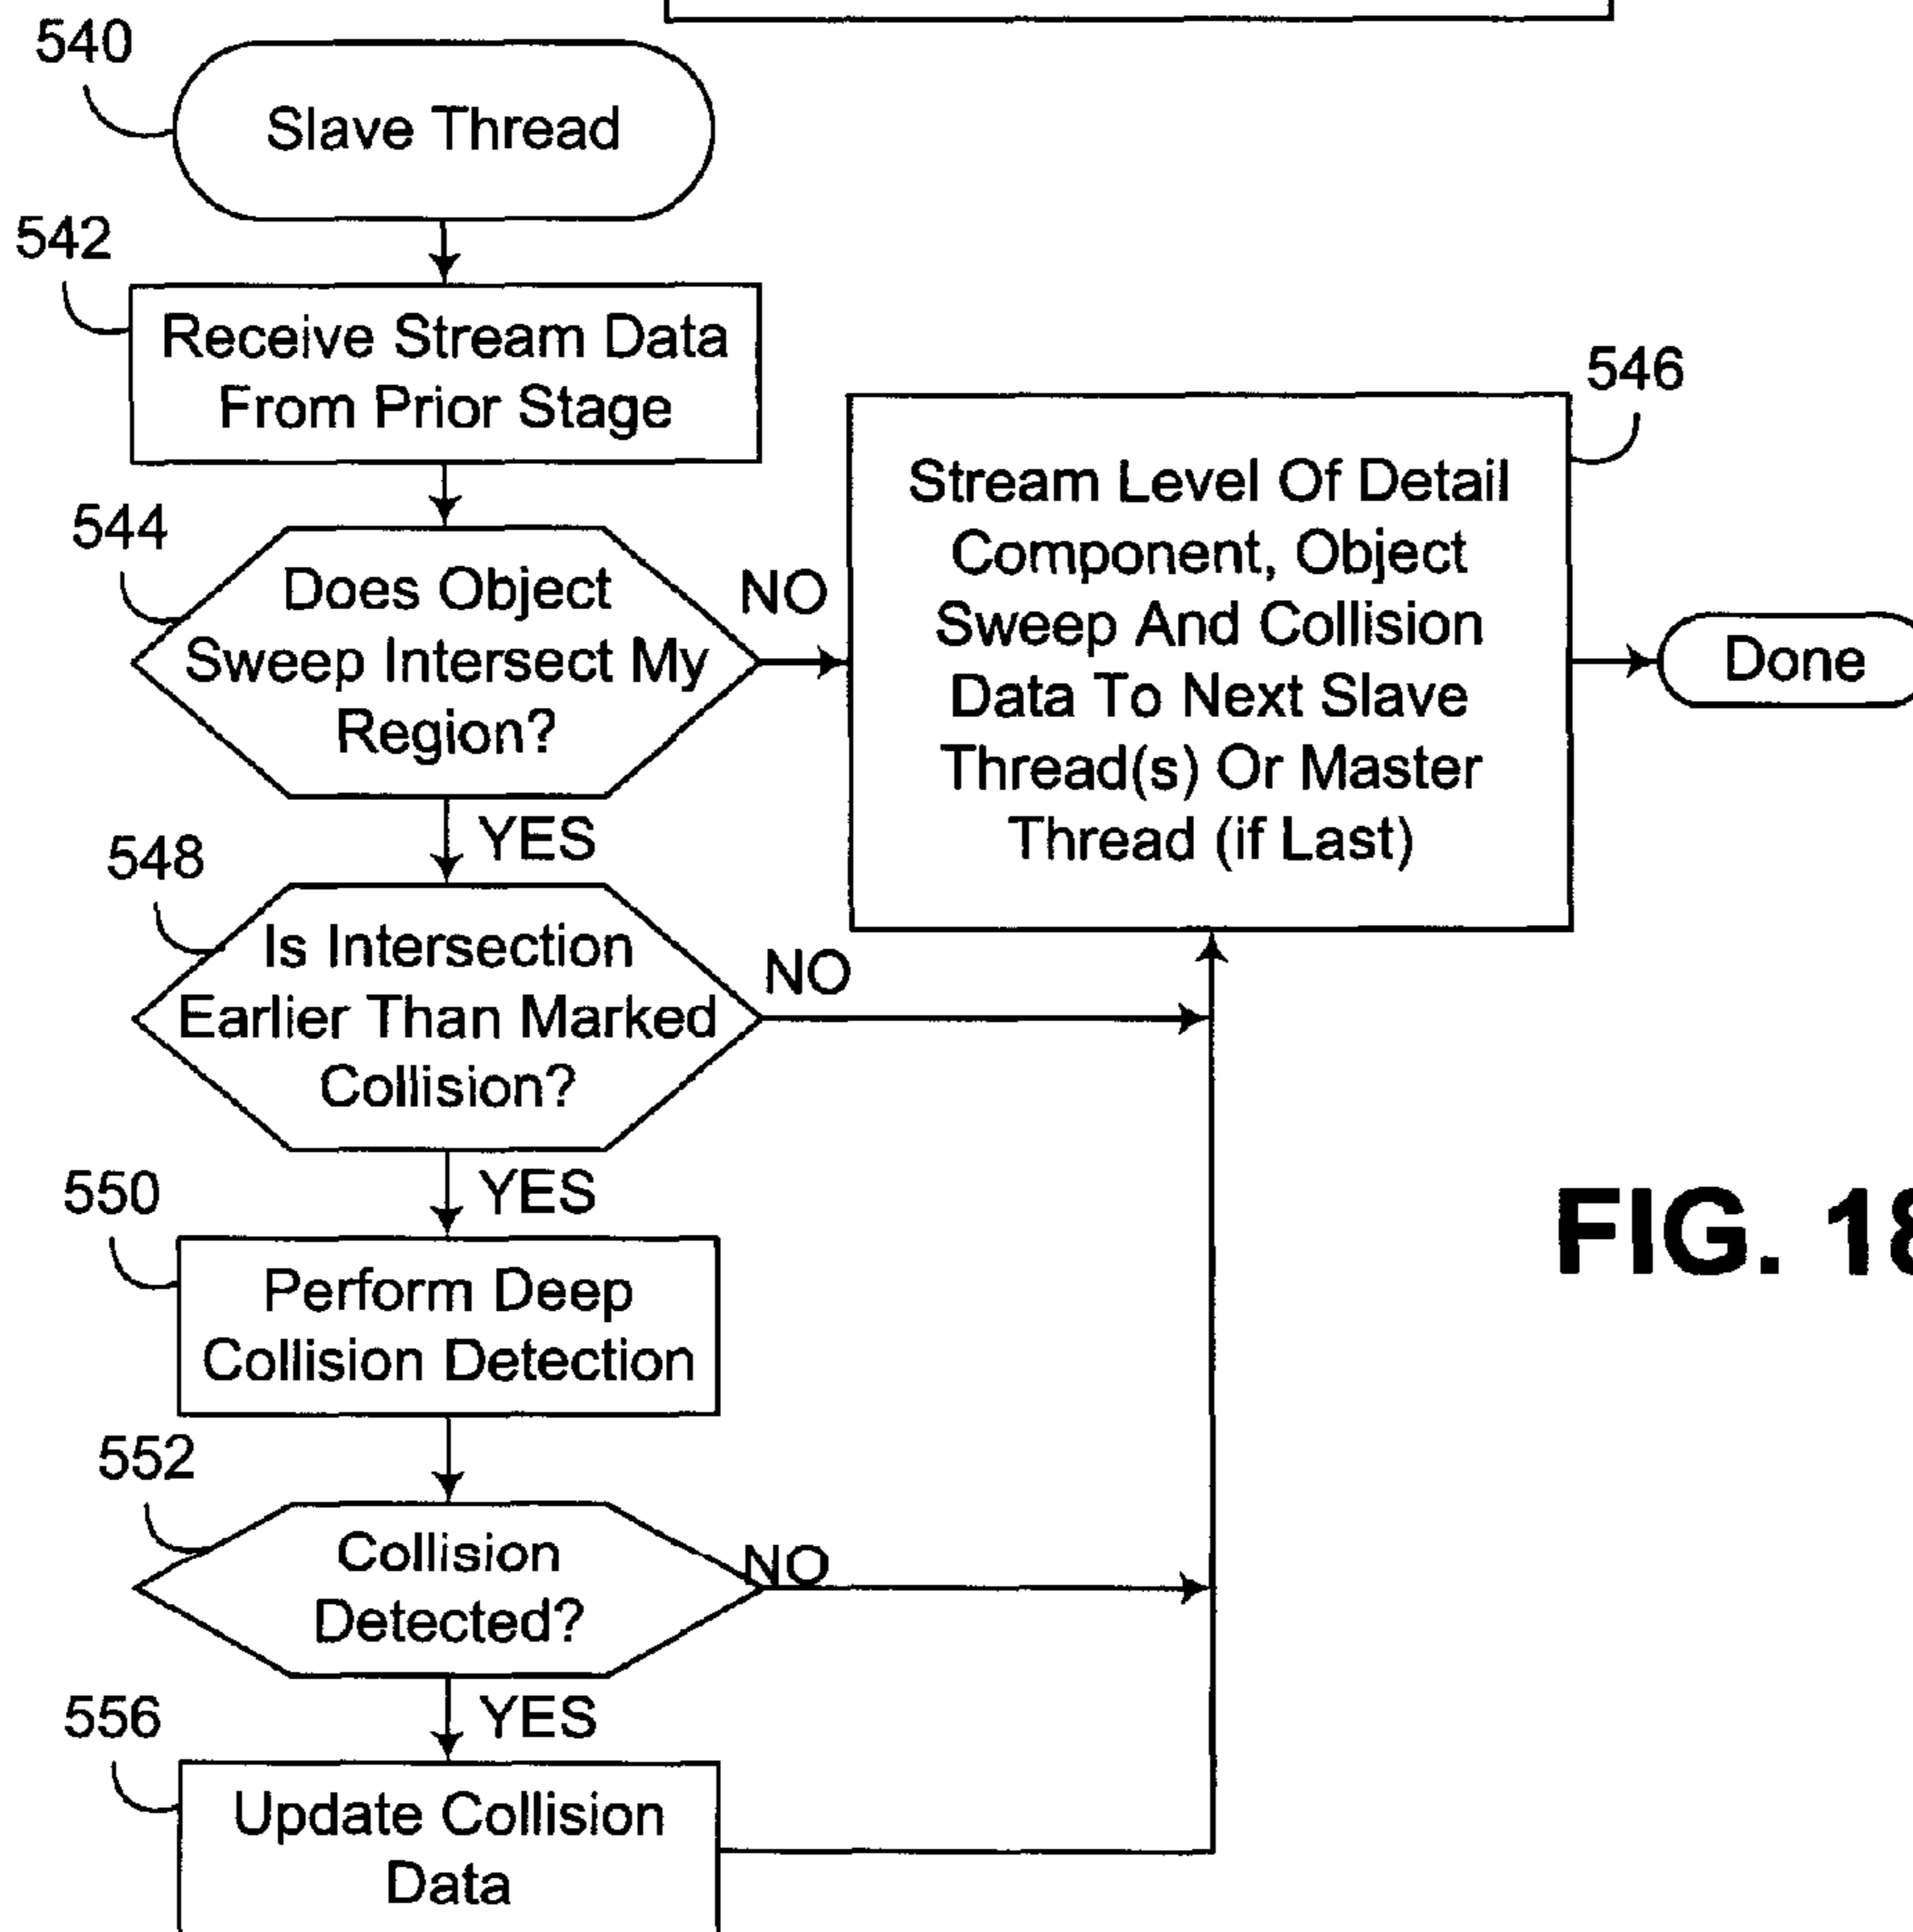 540
Slave Thread
542
Receive Stream Data
From Prior Stage
544
Does Object
Sweep Intersect My
Region?
NO
YES
546
Stream Level Of Detail
Component, Object
Sweep And Collision
Data To Next Slave
Thread(s) Or Master
Thread (if Last)
Done
548
Is Intersection
Earlier Than Marked
Collision?
NO
YES
550
Perform Deep
Collision Detection
552
Collision
Detected?
NO
YES
556
Update Collision
Data
FIG. 18